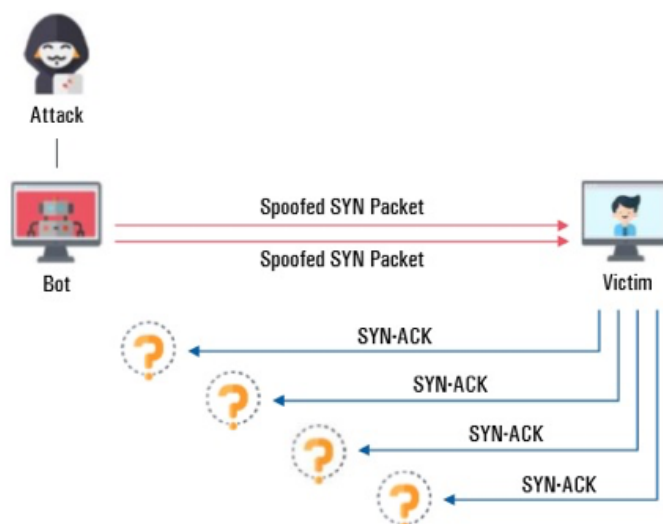 Attack
Spoofed SYN Packet
Spoofed SYN Packet
Bot
Victim
SYN-ACK
?
SYN-ACK
?
SYN-ACK
?
SYN-ACK
?